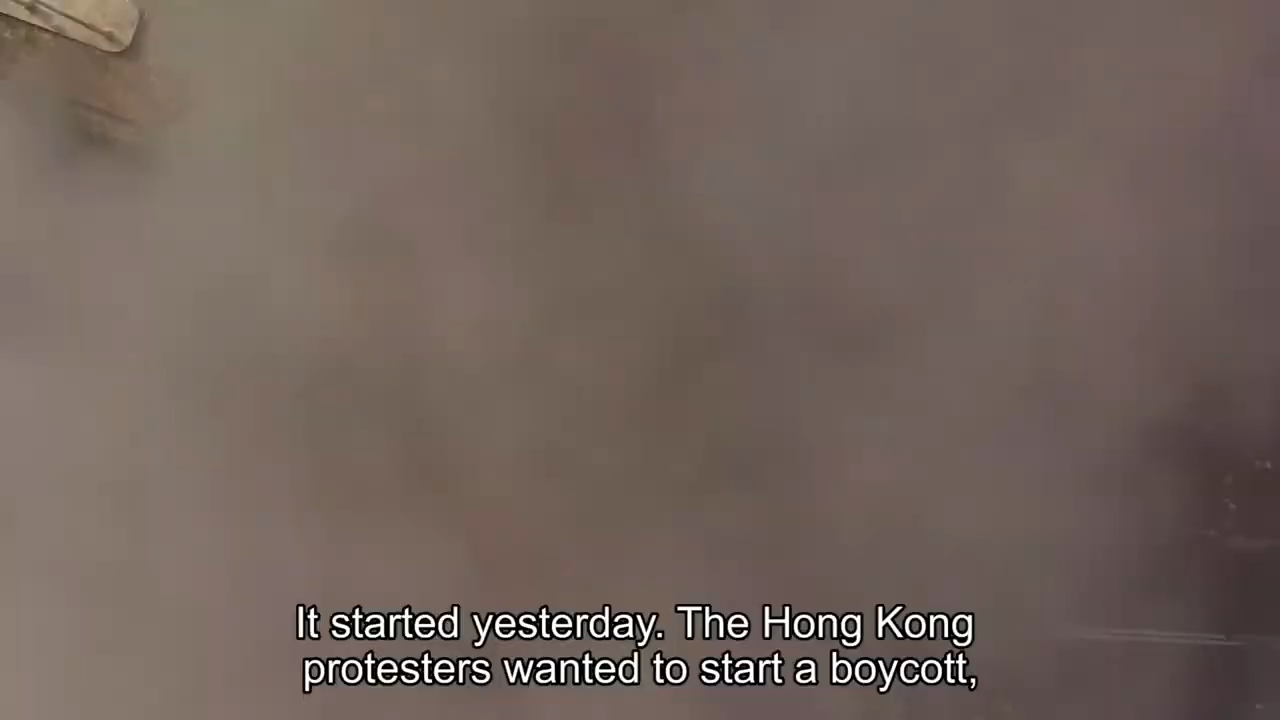 It started yesterday. The Hong Kong
protesters wanted to start a boycott,